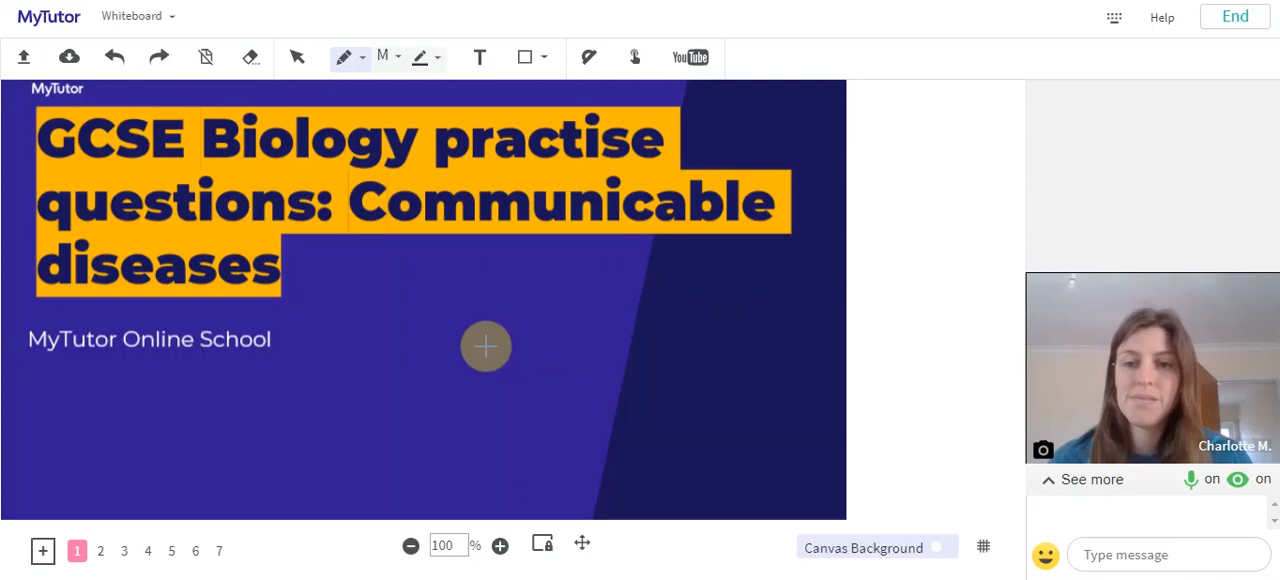 MyTutor Whiteboard Help End
M T YouTube
MyTutor
GCSE Biology practise
questions: Communicable
diseases
MyTutor Online School
Charlotte M.
See more on on
1 2 3 4 5 6 7 100 % Canvas Background
Type message